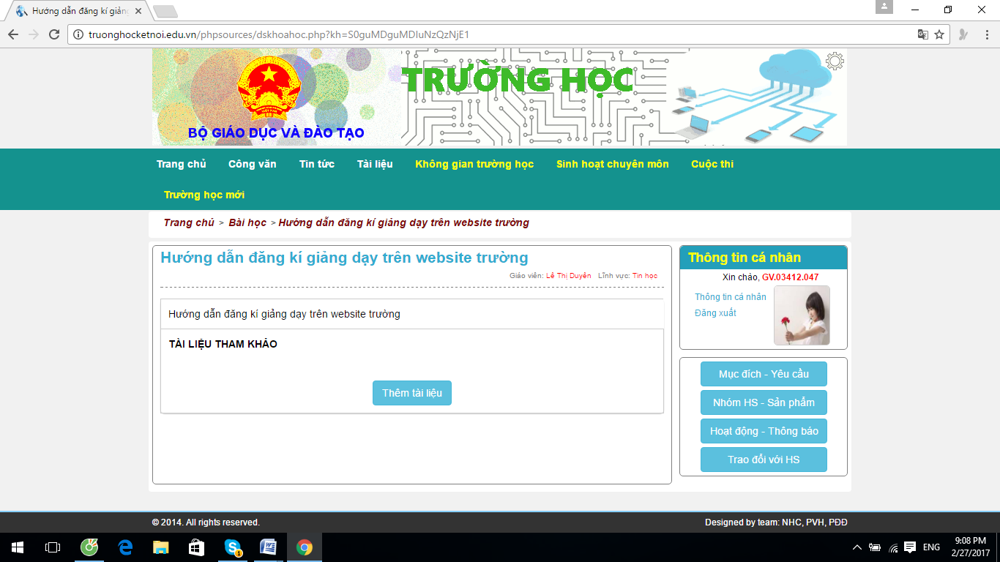 Hướng dẫn đăng kí giảng
truonghocketnoi.edu.vn/phpsources/dskhoahoc.php?kh=S0guMDguMDIuNzQzNjE1
TRƯỜNG HỌC
BỘ GIÁO DỤC VÀ ĐÀO TẠO
Trang chủ Công văn Tin tức Tài liệu Không gian trường học Sinh hoạt chuyên môn Cuộc thi
Trường học mới
Trang chủ > Bài học > Hướng dẫn đăng kí giảng dạy trên website trường
Hướng dẫn đăng kí giảng dạy trên website trường
Giáo viên: Lê Thị Duyên Lĩnh vực: Tin học
Hướng dẫn đăng kí giảng dạy trên website trường
TÀI LIỆU THAM KHẢO
Thêm tài liệu
Thông tin cá nhân
Xin chào, GV.03412.047
Thông tin cá nhân
Đăng xuất
Mục đích - Yêu cầu
Nhóm HS - Sản phẩm
Hoạt động - Thông báo
Trao đổi với HS
© 2014. All rights reserved. Designed by team: NHC, PVH, PĐĐ
1 ENG 9:08 PM
2/27/2017